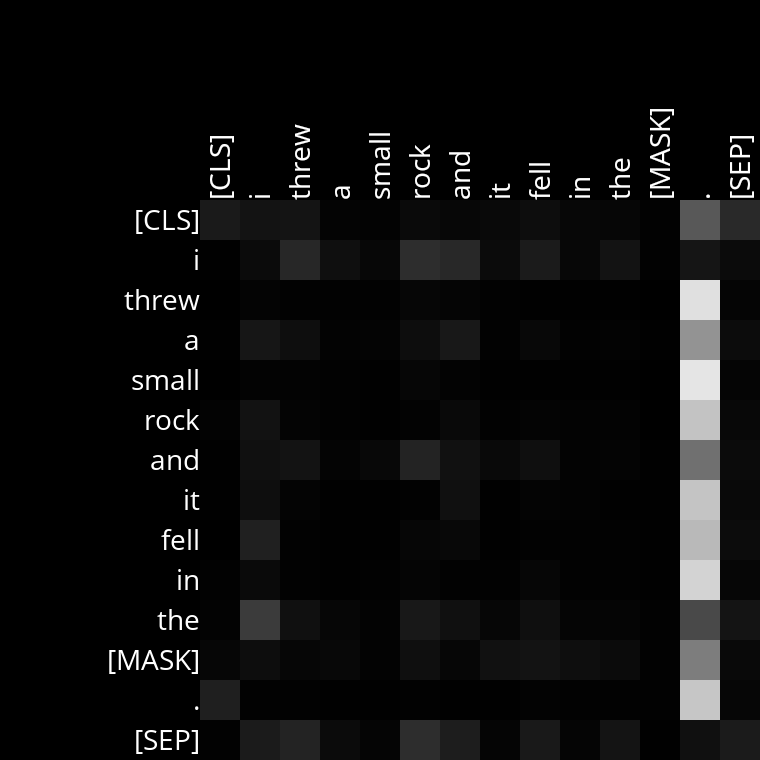 [CLS] i threw a small rock and it fell in the [MASK] . [SEP]
[CLS]
i
threw
a
small
rock
and
it
fell
in
the
[MASK]
.
[SEP]